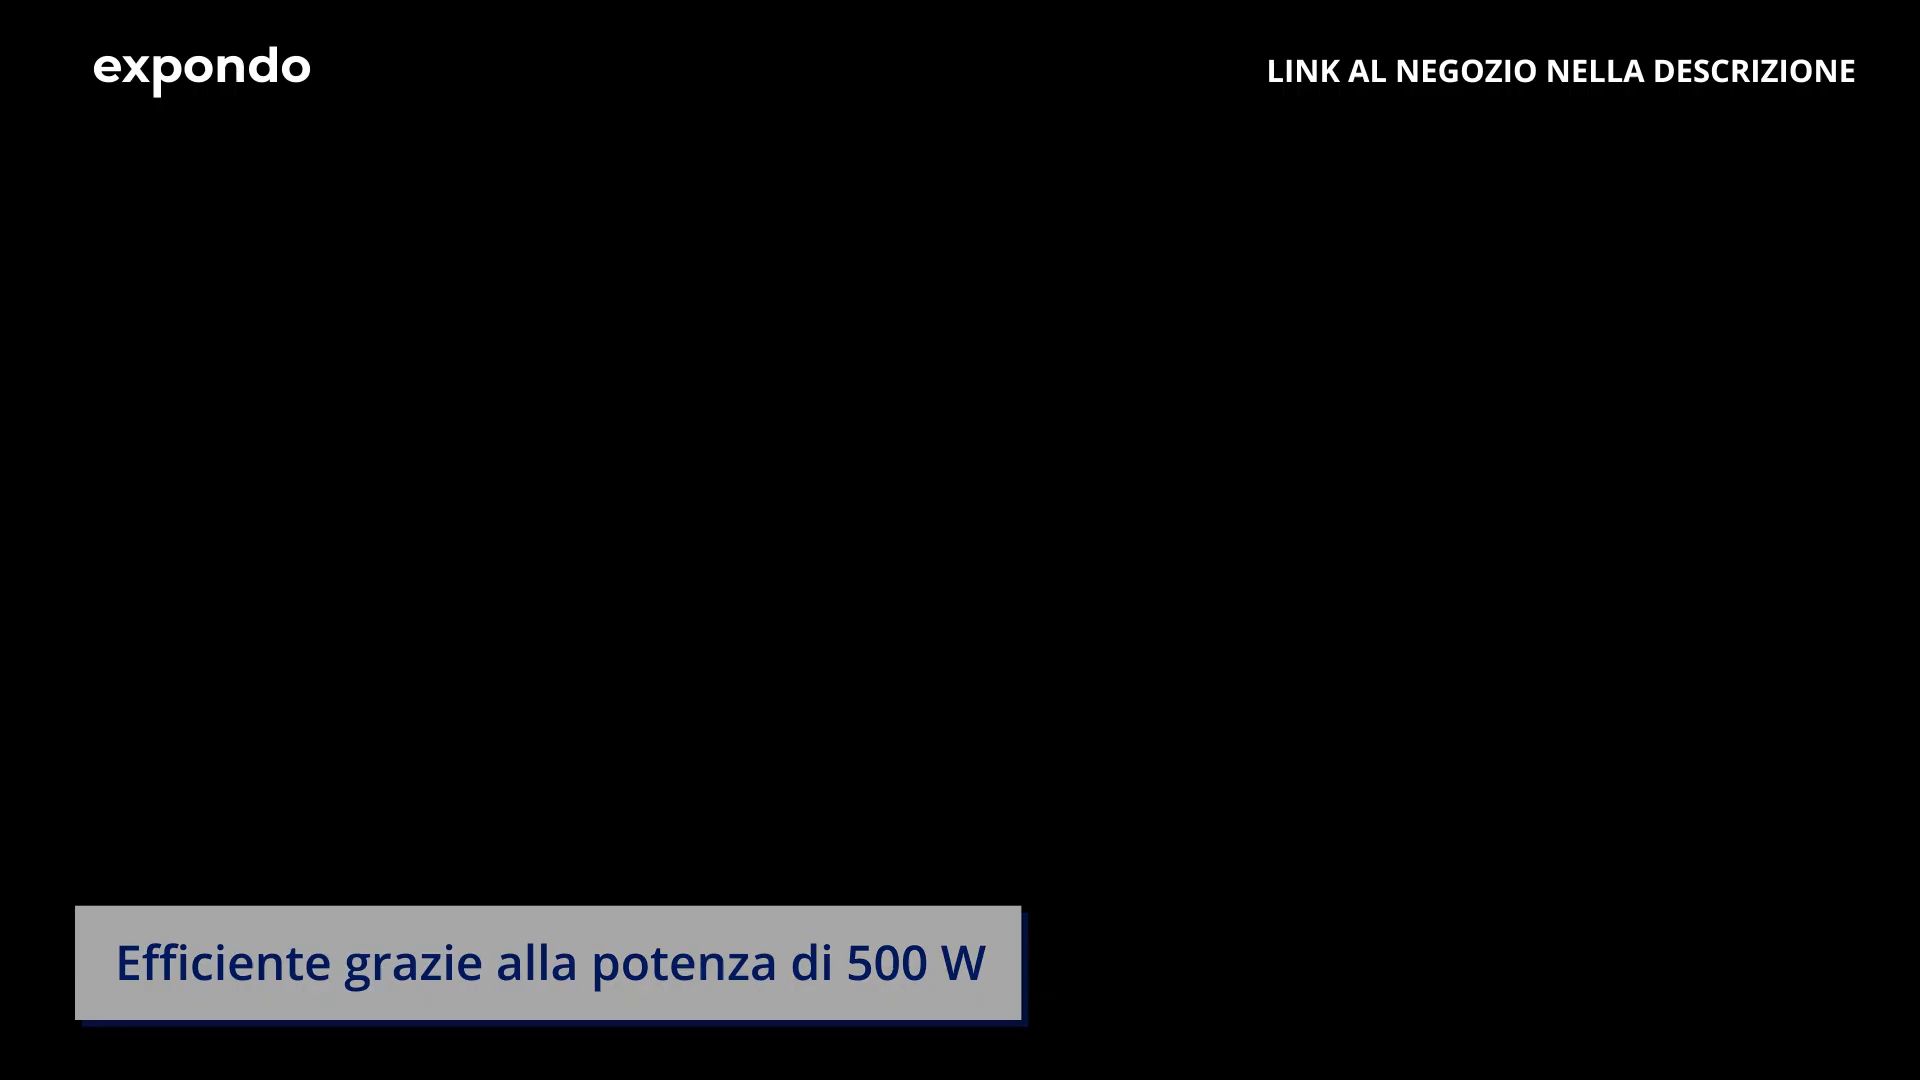 expondo
LINK AL NEGOZIO NELLA DESCRIZIONE
Efficiente grazie alla potenza di 500 W